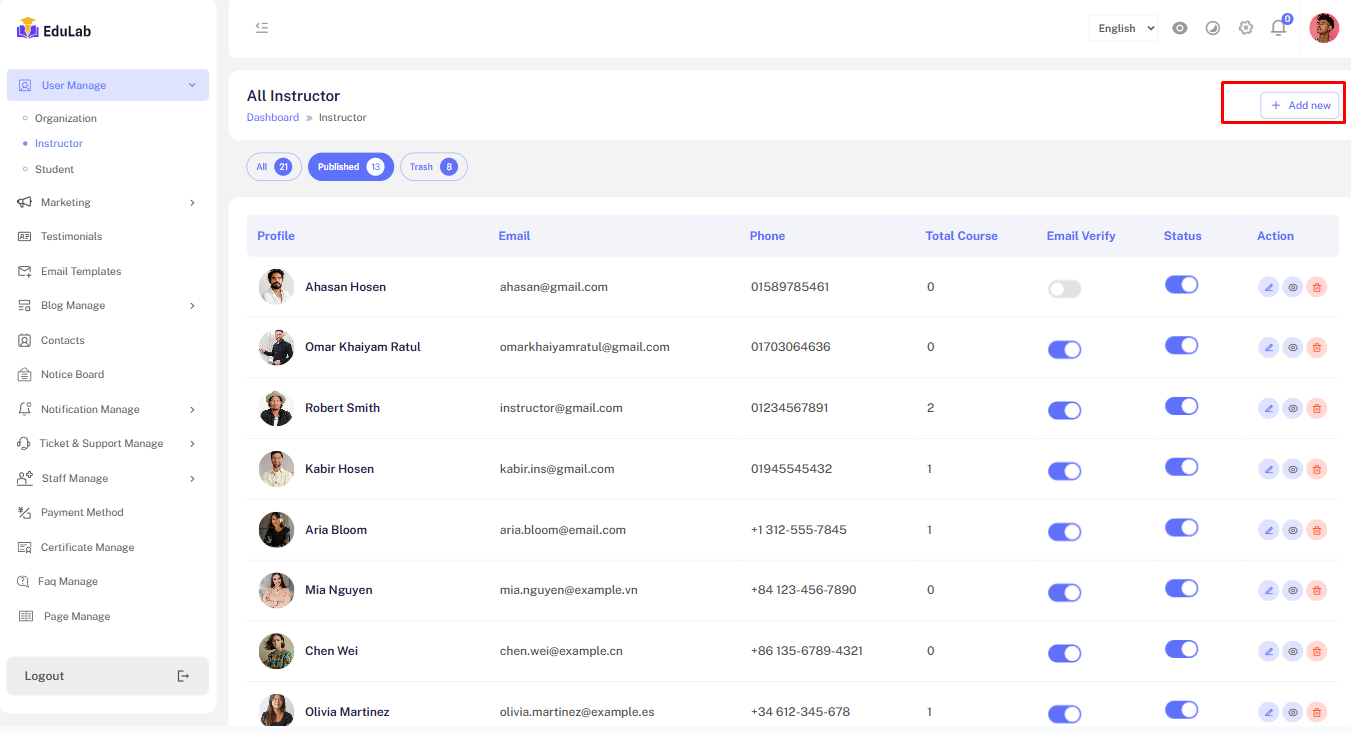 EduLab
English
0
User Manage
Organization
Instructor
Student
Marketing
Testimonials
Email Templates
Blog Manage
Contacts
Notice Board
Notification Manage
Ticket & Support Manage
Staff Manage
Payment Method
Certificate Manage
Faq Manage
Page Manage
Logout
All Instructor
Dashboard » Instructor
+ Add new
All 21 Published 13 Trash 8
Profile Email Phone Total Course Email Verify Status Action
Ahasan Hosen ahasan@gmail.com 01589785461 0
Omar Khaiyam Ratul omarkhaiyamratul@gmail.com 01703064636 0
Robert Smith instructor@gmail.com 01234567891 2
Kabir Hosen kabir.ins@gmail.com 01945545432 1
Aria Bloom aria.bloom@email.com +1 312-555-7845 1
Mia Nguyen mia.nguyen@example.vn +84 123-456-7890 0
Chen Wei chen.wei@example.cn +86 135-6789-4321 0
Olivia Martinez olivia.martinez@example.es +34 612-345-678 1